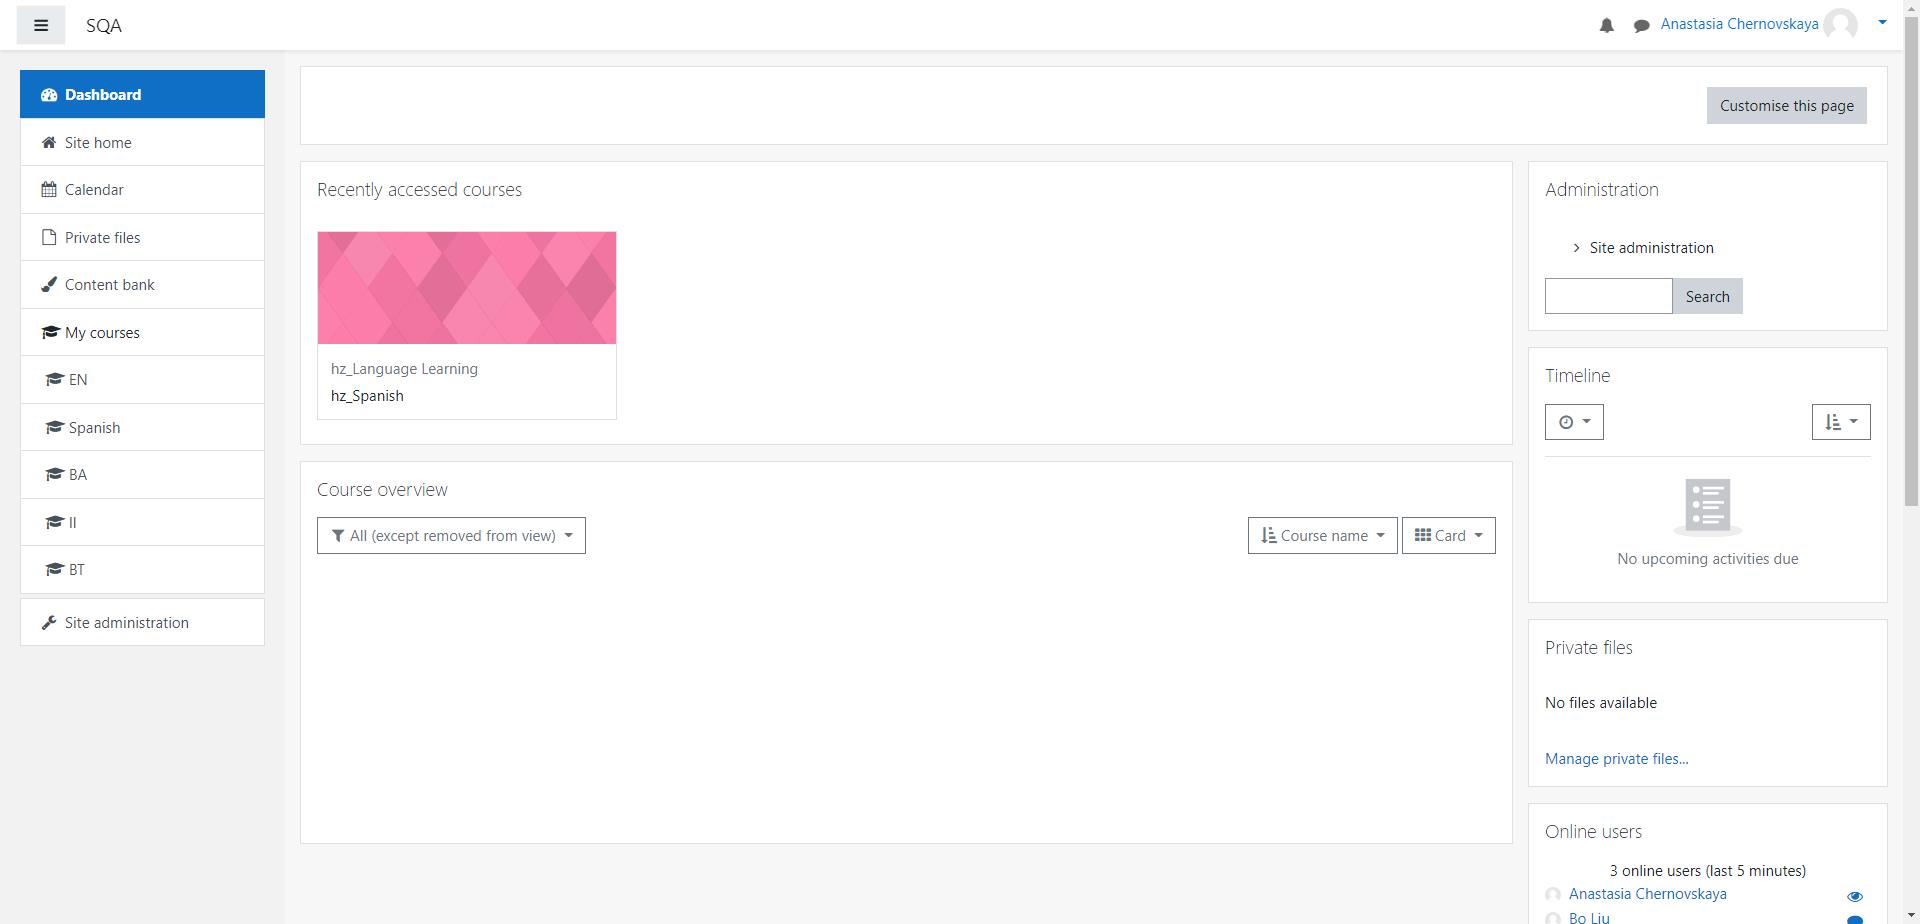 SQA
Anastasia Chernovskaya
Dashboard
Site home
Calendar
Private files
Content bank
My courses
EN
Spanish
BA
II
BT
Site administration
Customise this page
Recently accessed courses
hz_Language Learning
hz_Spanish
Course overview
All (except removed from view)
Course name
Card
Administration
Site administration
Search
Timeline
No upcoming activities due
Private files
No files available
Manage private files...
Online users
3 online users (last 5 minutes)
Anastasia Chernovskaya
Bo Liu